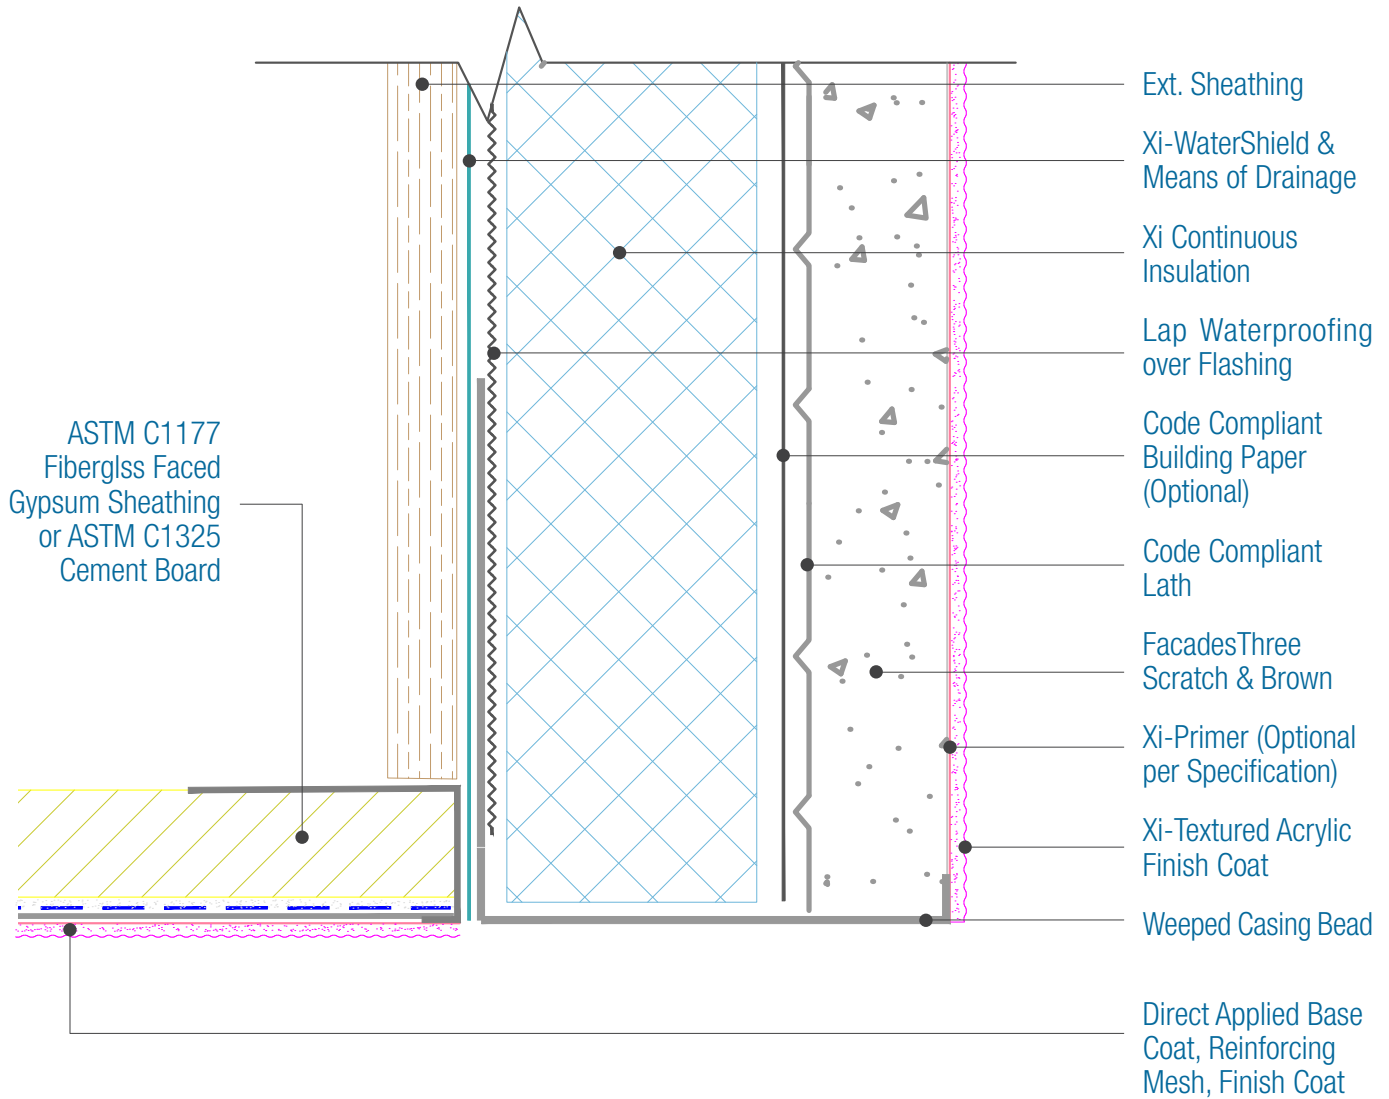 Ext. Sheathing
Xi-WaterShield &
Means of Drainage
Xi Continuous
Insulation
Lap Waterproofing
over Flashing
ASTM C1177
Fiberglss Faced
Gypsum Sheathing
or ASTM C1325
Cement Board
Code Compliant
Building Paper
(Optional)
Code Compliant
Lath
FacadesThree
Scratch & Brown
Xi-Primer (Optional
per Specification)
Xi-Textured Acrylic
Finish Coat
Weeped Casing Bead
Direct Applied Base
Coat, Reinforcing
Mesh, Finish Coat